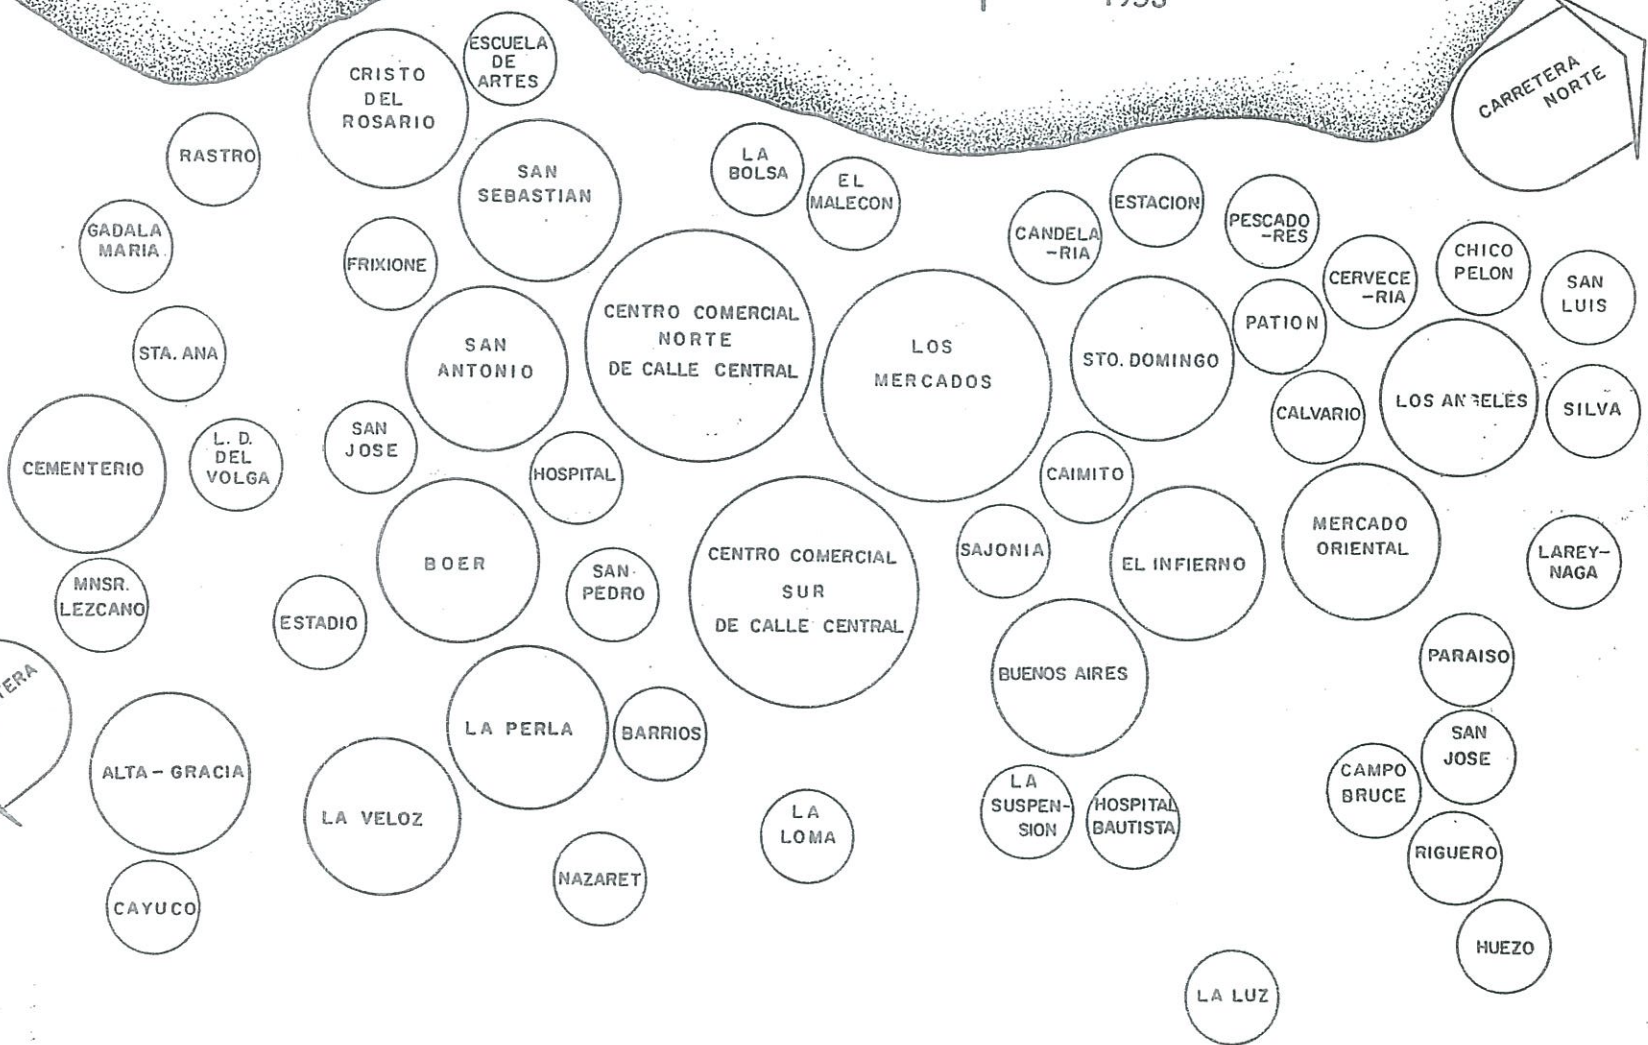 1953
ESCUELA
DE
ARTES
CRISTO
DEL
ROSARIO
CARRETERA
NORTE
RASTRO
SAN
SEBASTIAN
LA
BOLSA
EL
MALECON
ESTACION
PESCADO
-RES
CANDELA
-RIA
GADALA
MARIA
FRIXIONE
CERVECE
-RIA
CHICO
PELON
SAN
LUIS
STA. ANA
SAN
ANTONIO
CENTRO COMERCIAL
NORTE
DE CALLE CENTRAL
LOS
MERCADOS
STO. DOMINGO
PATION
CALVARIO
LOS ANGELES
SILVA
CEMENTERIO
L. D.
DEL
VOLGA
SAN
JOSE
HOSPITAL
CAIMITO
MERCADO
ORIENTAL
BOER
SAN
PEDRO
CENTRO COMERCIAL
SUR
DE CALLE CENTRAL
SAJONIA
EL INFIERNO
LAREY-
NAGA
MNSR.
LEZCANO
ESTADIO
PARAISO
TERA
BUENOS AIRES
LA PERLA
BARRIOS
SAN
JOSE
ALTA-GRACIA
LA VELOZ
CAMPO
BRUCE
LA
SUSPEN-
SION
HOSPITAL
BAUTISTA
LA
LOMA
RIGUERO
NAZARET
CAYUCO
HUEZO
LA LUZ